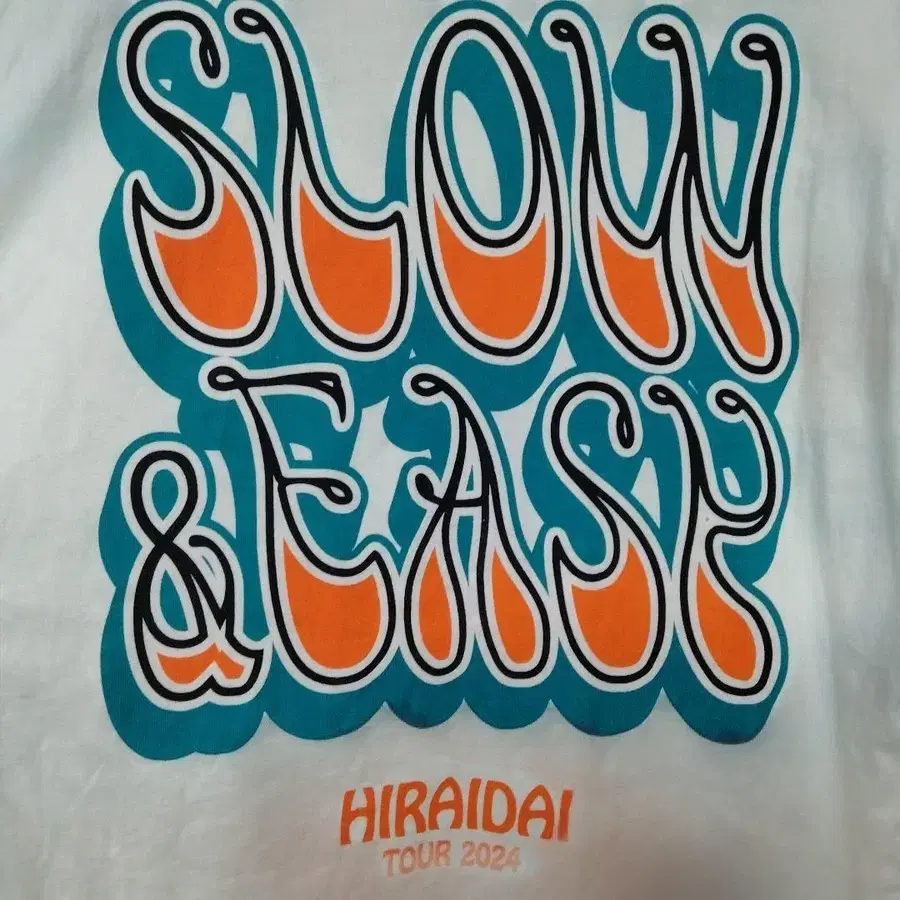 SLOW
& EASY
HIRAIDAI
TOUR 2024